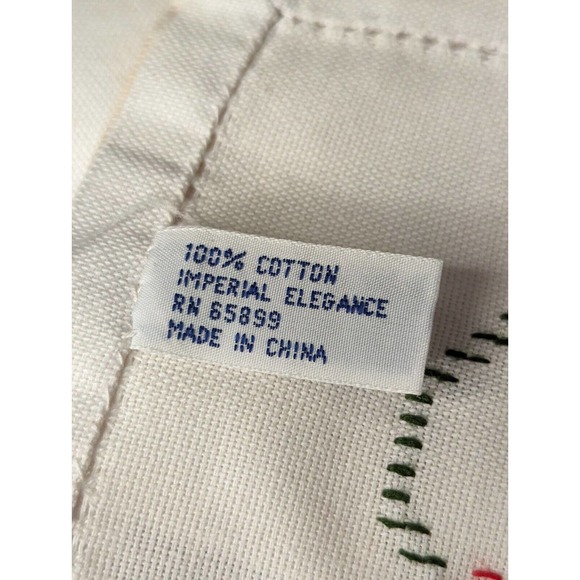 100% COTTON
IMPERIAL ELEGANCE
RN 65899
MADE IN CHINA